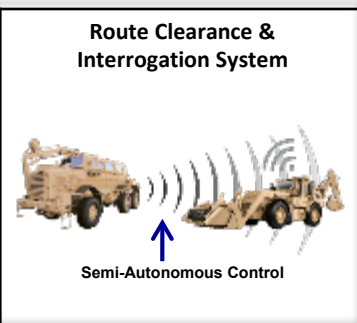 Route Clearance &
Interrogation System
Semi-Autonomous Control